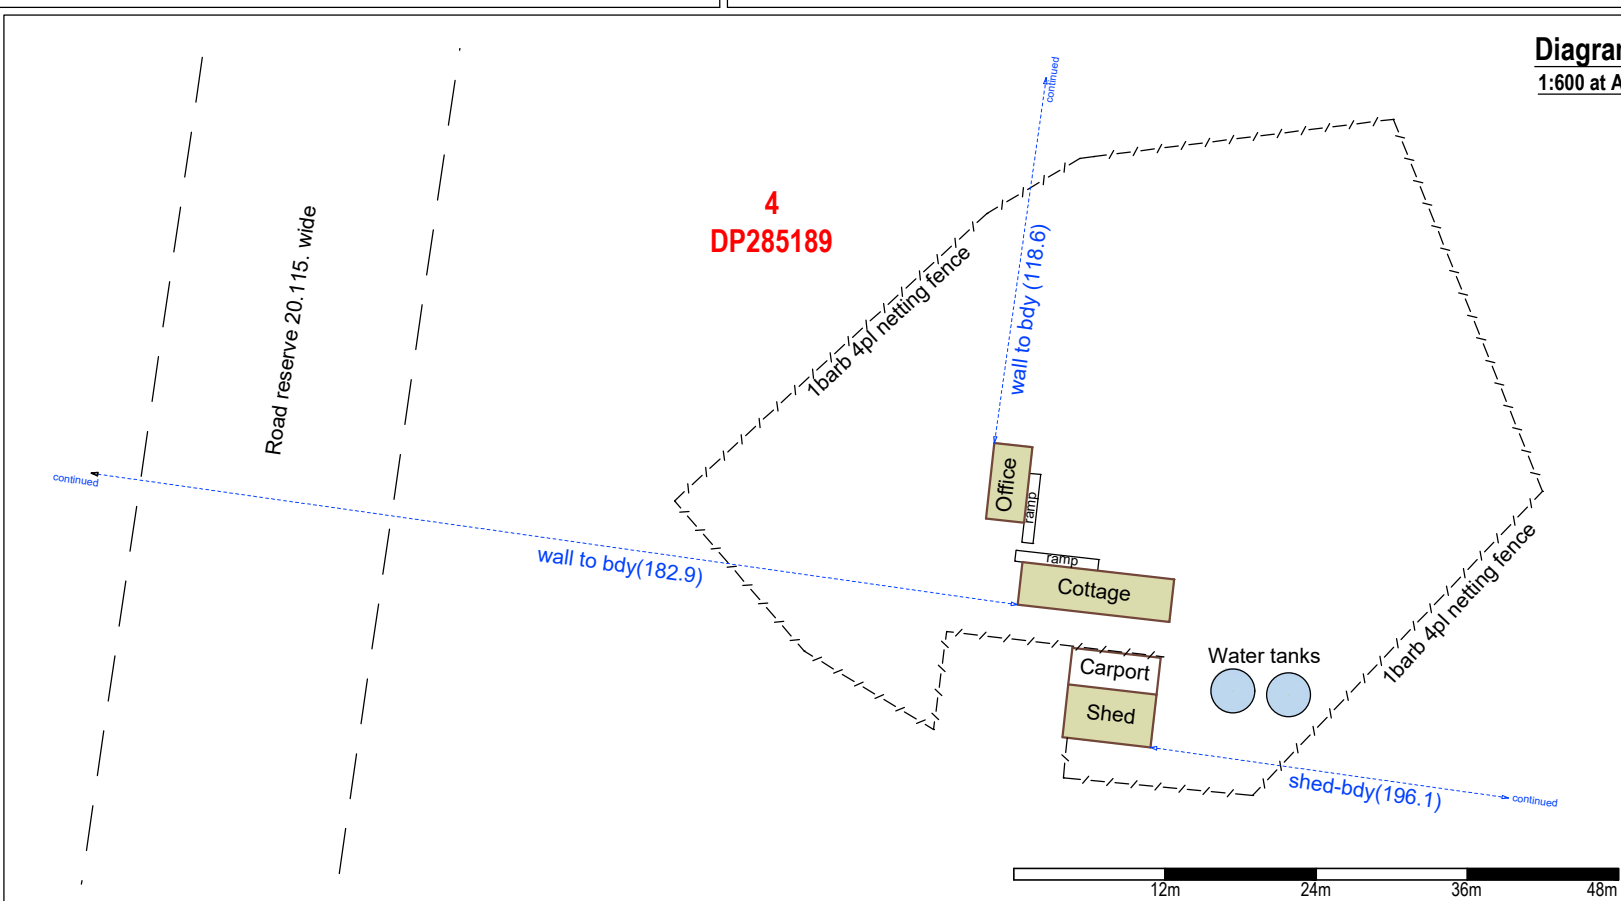 Diagra
1:600 at A
continued
4
DP285189
Road reserve 20.115. wide
1barb 4pl netting fence
wall to bdy (118.6)
continued
wall to bdy(182.9)
Office
ramp
ramp
Cottage
1barb 4pl netting fence
Water tanks
Carport
Shed
shed-bdy(196.1)
continued
12m
24m
36m
48m